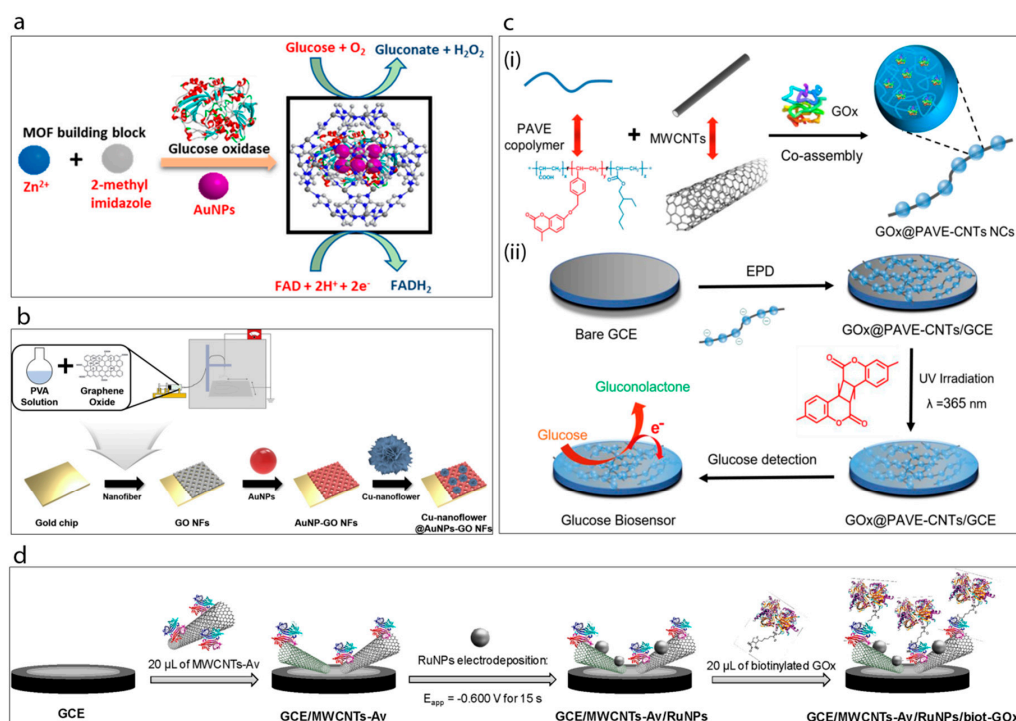 a
Glucose + O2
Gluconate + H2O2
MOF building block
Glucose oxidase
Zn2+
2-methyl
imidazole
AuNPs
FAD + 2H+ + 2e-
FADH2
b
PVA
Solution
Graphene
Oxide
Gold chip
Nanofiber
GO NFs
AuNPs
AuNP-GO NFs
Cu-nanoflower
Cu-nanoflower
@AuNPs-GO NFs
c
(i)
PAVE
copolymer
+
MWCNTs
COOH
GOx
Co-assembly
GOx@PAVE-CNTs NCs
(ii)
Bare GCE
EPD
GOx@PAVE-CNTs/GCE
UV Irradiation
λ =365 nm
GOx@PAVE-CNTs/GCE
Glucose detection
Gluconolactone
Glucose
e-
Glucose Biosensor
d
GCE
20 µL of MWCNTs-Av
GCE/MWCNTs-Av
RuNPs electrodeposition:
Eapp = -0.600 V for 15 s
GCE/MWCNTs-Av/RuNPs
20 µL of biotinylated GOx
GCE/MWCNTs-Av/RuNPs/biot-GOx